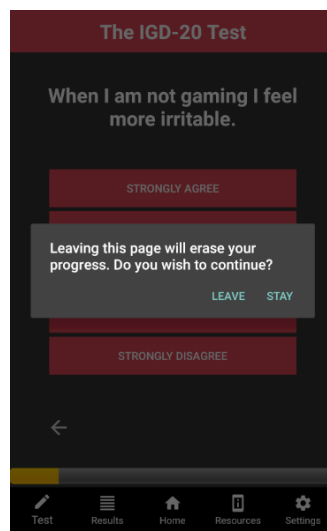 The IGD-20 Test
When I am not gaming I feel
more irritable.
STRONGLY AGREE
Leaving this page will erase your
progress. Do you wish to continue?
LEAVE STAY
STRONGLY DISAGREE
Test Results Home Resources Settings